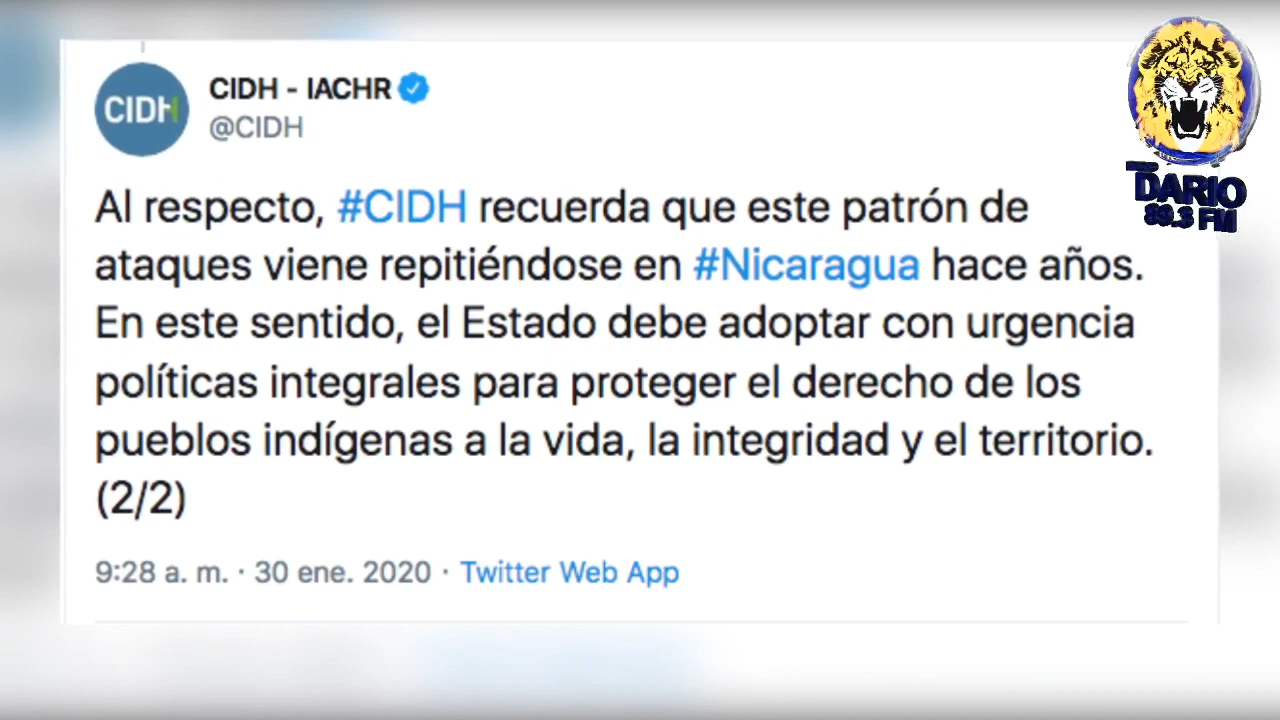 CIDH
CIDH - IACHR
@CIDH
Al respecto, #CIDH recuerda que este patrón de
ataques viene repitiéndose en #Nicaragua hace años.
En este sentido, el Estado debe adoptar con urgencia
políticas integrales para proteger el derecho de los
pueblos indígenas a la vida, la integridad y el territorio.
(2/2)
9:28 a. m. · 30 ene. 2020 · Twitter Web App
DARIO
89.3 FM